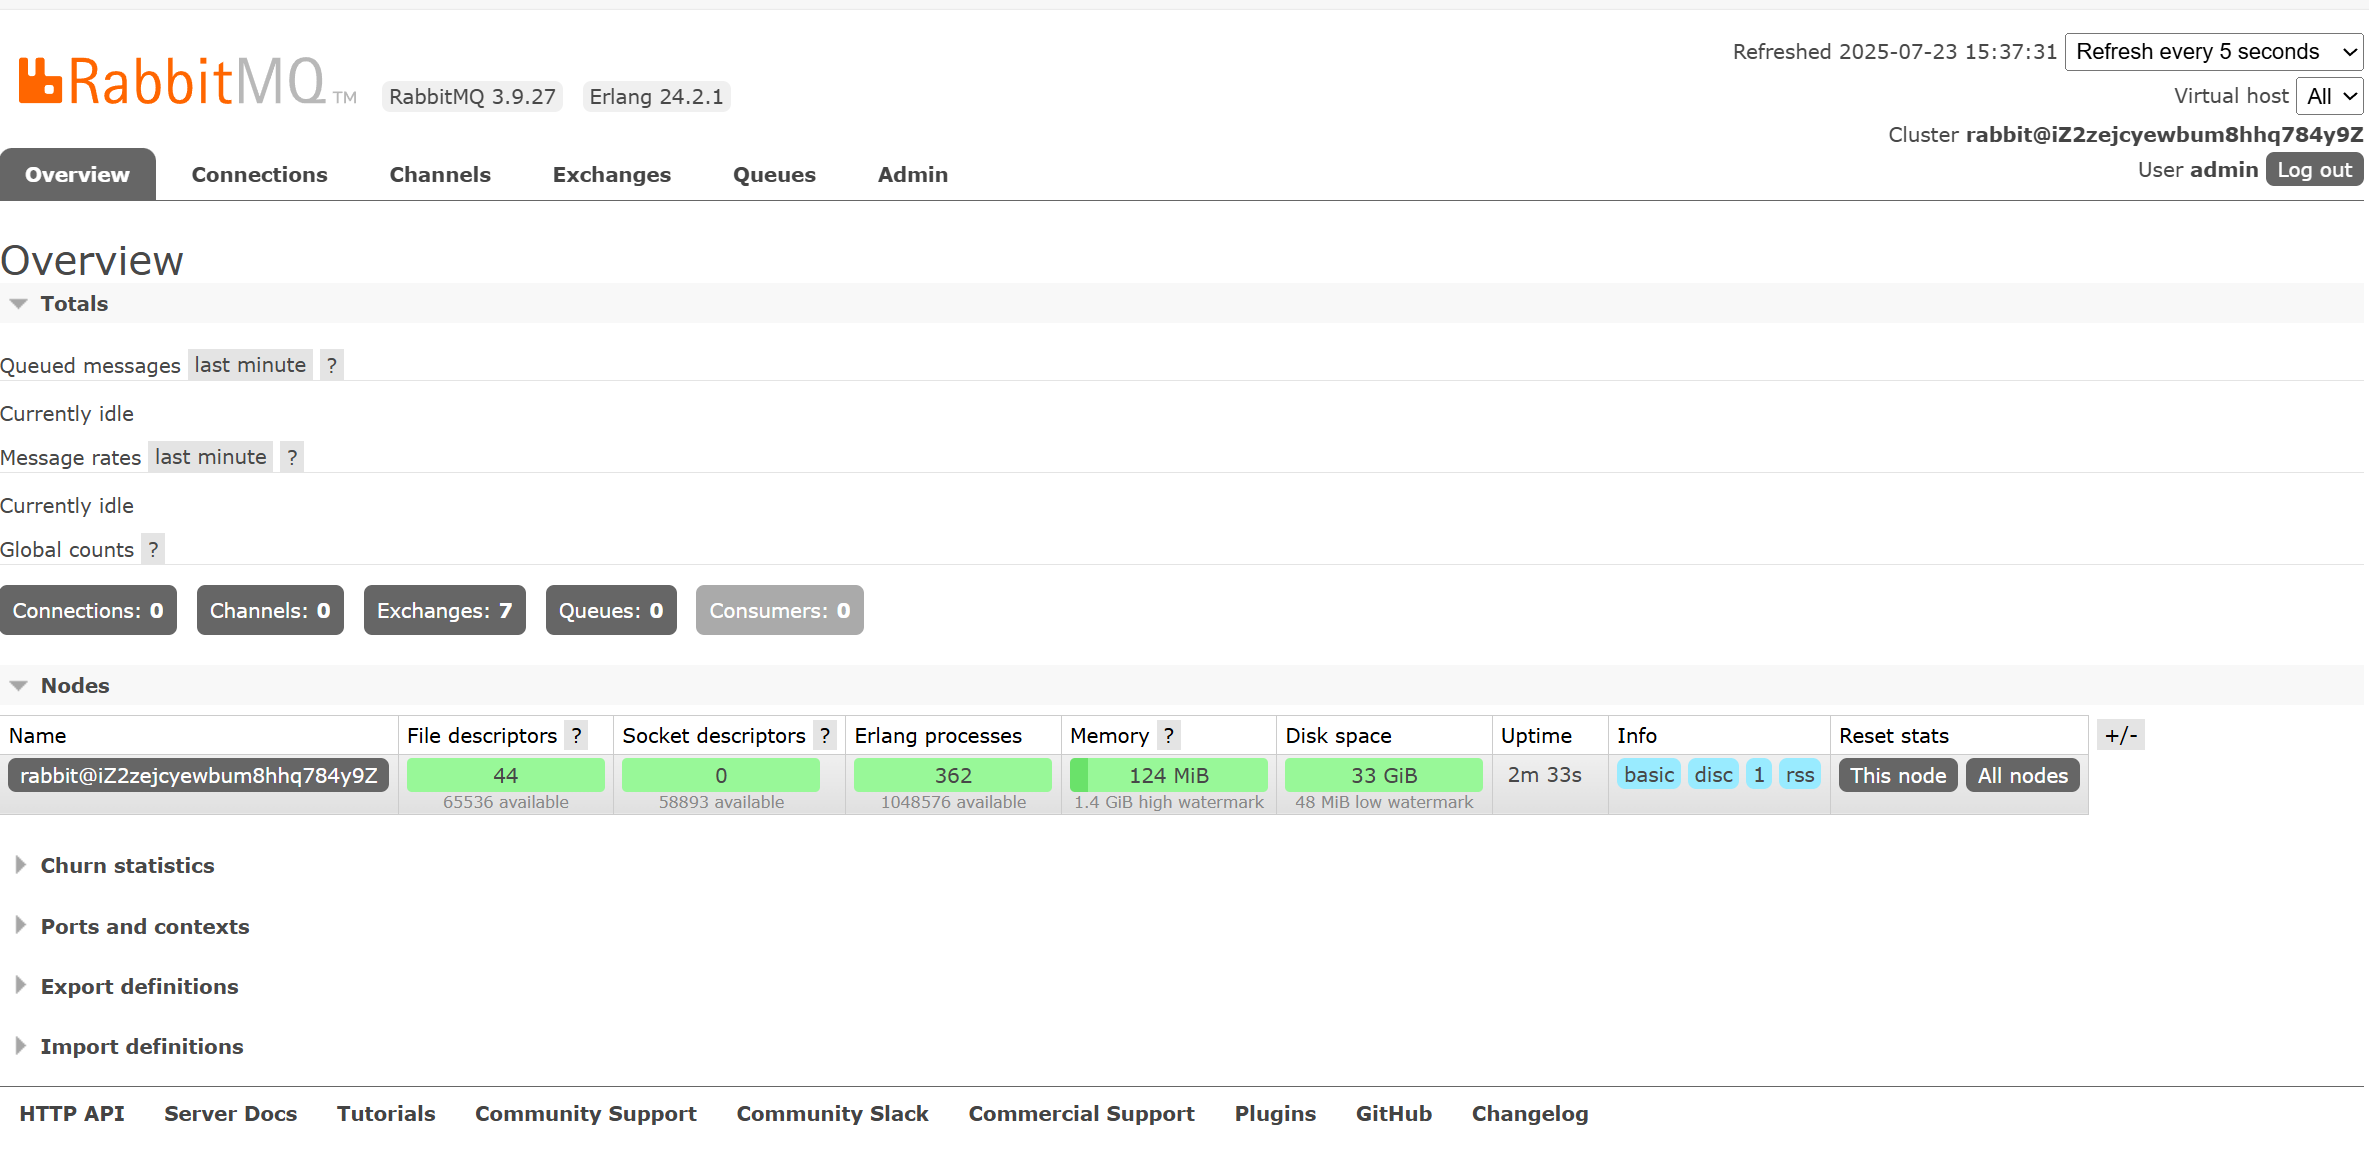 Refreshed 2025-07-23 15:37:31 Refresh every 5 seconds
RabbitMQ TM RabbitMQ 3.9.27 Erlang 24.2.1
Virtual host All
Cluster rabbit@iZ2zejcyewbum8hhq784y9Z
User admin Log out
Overview Connections Channels Exchanges Queues Admin
Overview
Totals
Queued messages last minute ?
Currently idle
Message rates last minute ?
Currently idle
Global counts ?
Connections: 0 Channels: 0 Exchanges: 7 Queues: 0 Consumers: 0
Nodes
Name File descriptors ? Socket descriptors ? Erlang processes Memory ? Disk space Uptime Info Reset stats +/-
rabbit@iZ2zejcyewbum8hhq784y9Z 44 0 362 124 MiB 33 GiB 2m 33s basic disc 1 rss This node All nodes
65536 available 58893 available 1048576 available 1.4 GiB high watermark 48 MiB low watermark
Churn statistics
Ports and contexts
Export definitions
Import definitions
HTTP API Server Docs Tutorials Community Support Community Slack Commercial Support Plugins GitHub Changelog